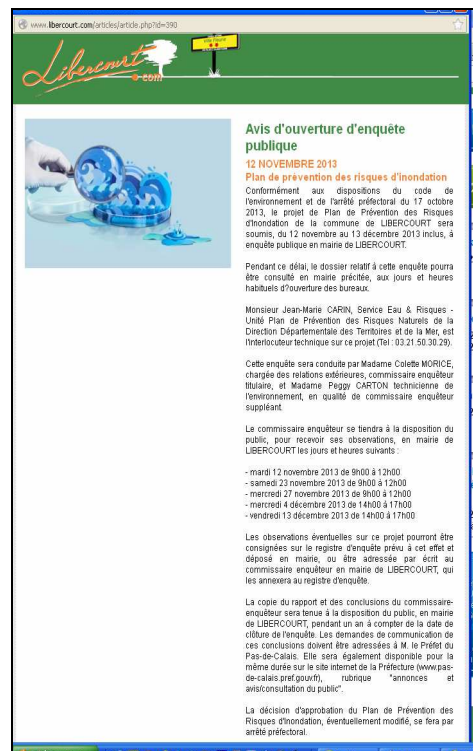 www.libercourt.com/articles/article.php?id=390
Libercourt
com
Ville Fleurie
Avis d'ouverture d'enquête
publique
12 NOVEMBRE 2013
Plan de prévention des risques d'inondation
Conformément aux dispositions du code de
l'environnement et de l'arrêté préfectoral du 17 octobre
2013, le projet de Plan de Prévention des Risques
d'Inondation de la commune de LIBERCOURT sera
soumis, du 12 novembre au 13 décembre 2013 inclus, à
enquête publique en mairie de LIBERCOURT.
Pendant ce délai, le dossier relatif à cette enquête pourra
être consulté en mairie précitée, aux jours et heures
habituels d?ouverture des bureaux.
Monsieur Jean-Marie CARIN, Service Eau & Risques -
Unité Plan de Prévention des Risques Naturels de la
Direction Départementale des Territoires et de la Mer, est
l'interlocuteur technique sur ce projet (Tel : 03.21.50.30.29).
Cette enquête sera conduite par Madame Colette MORICE,
chargée des relations extérieures, commissaire enquêteur
titulaire, et Madame Peggy CARTON technicienne de
l'environnement, en qualité de commissaire enquêteur
suppléant.
Le commissaire enquêteur se tiendra à la disposition du
public, pour recevoir ses observations, en mairie de
LIBERCOURT les jours et heures suivants :
- mardi 12 novembre 2013 de 9h00 à 12h00
- samedi 23 novembre 2013 de 9h00 à 12h00
- mercredi 27 novembre 2013 de 9h00 à 12h00
- mercredi 4 décembre 2013 de 14h00 à 17h00
- vendredi 13 décembre 2013 de 14h00 à 17h00
Les observations éventuelles sur ce projet pourront être
consignées sur le registre d'enquête prévu à cet effet et
déposé en mairie, ou être adressée par écrit au
commissaire enquêteur en mairie de LIBERCOURT, qui
les annexera au registre d'enquête.
La copie du rapport et des conclusions du commissaire-
enquêteur sera tenue à la disposition du public, en mairie
de LIBERCOURT, pendant un an à compter de la date de
clôture de l'enquête. Les demandes de communication de
ces conclusions doivent être adressées à M. le Préfet du
Pas-de-Calais. Elle sera également disponible pour la
même durée sur le site internet de la Préfecture (www.pas-
de-calais.pref.gouv.fr), rubrique "annonces et
avis/consultation du public".
La décision d'approbation du Plan de Prévention des
Risques d'Inondation, éventuellement modifié, se fera par
arrêté préfectoral.